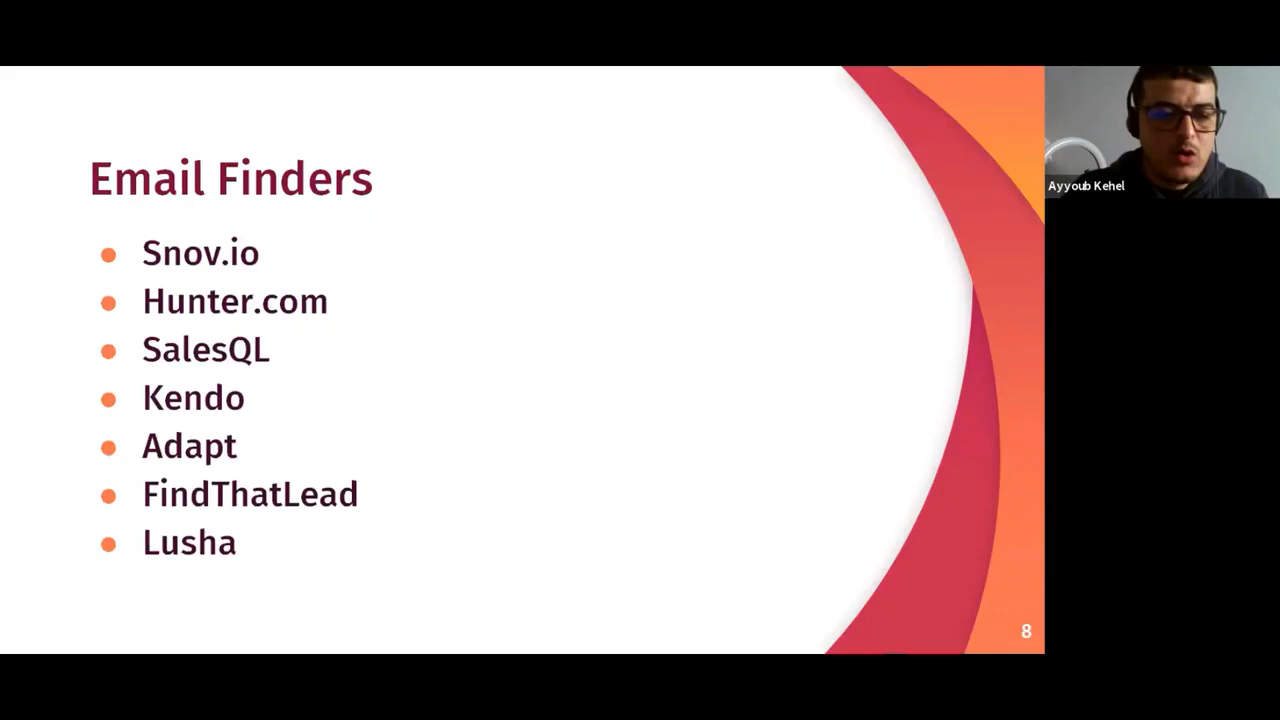 Email Finders
Snov.io
Hunter.com
SalesQL
Kendo
Adapt
FindThatLead
Lusha
8
Ayyoub Kehel